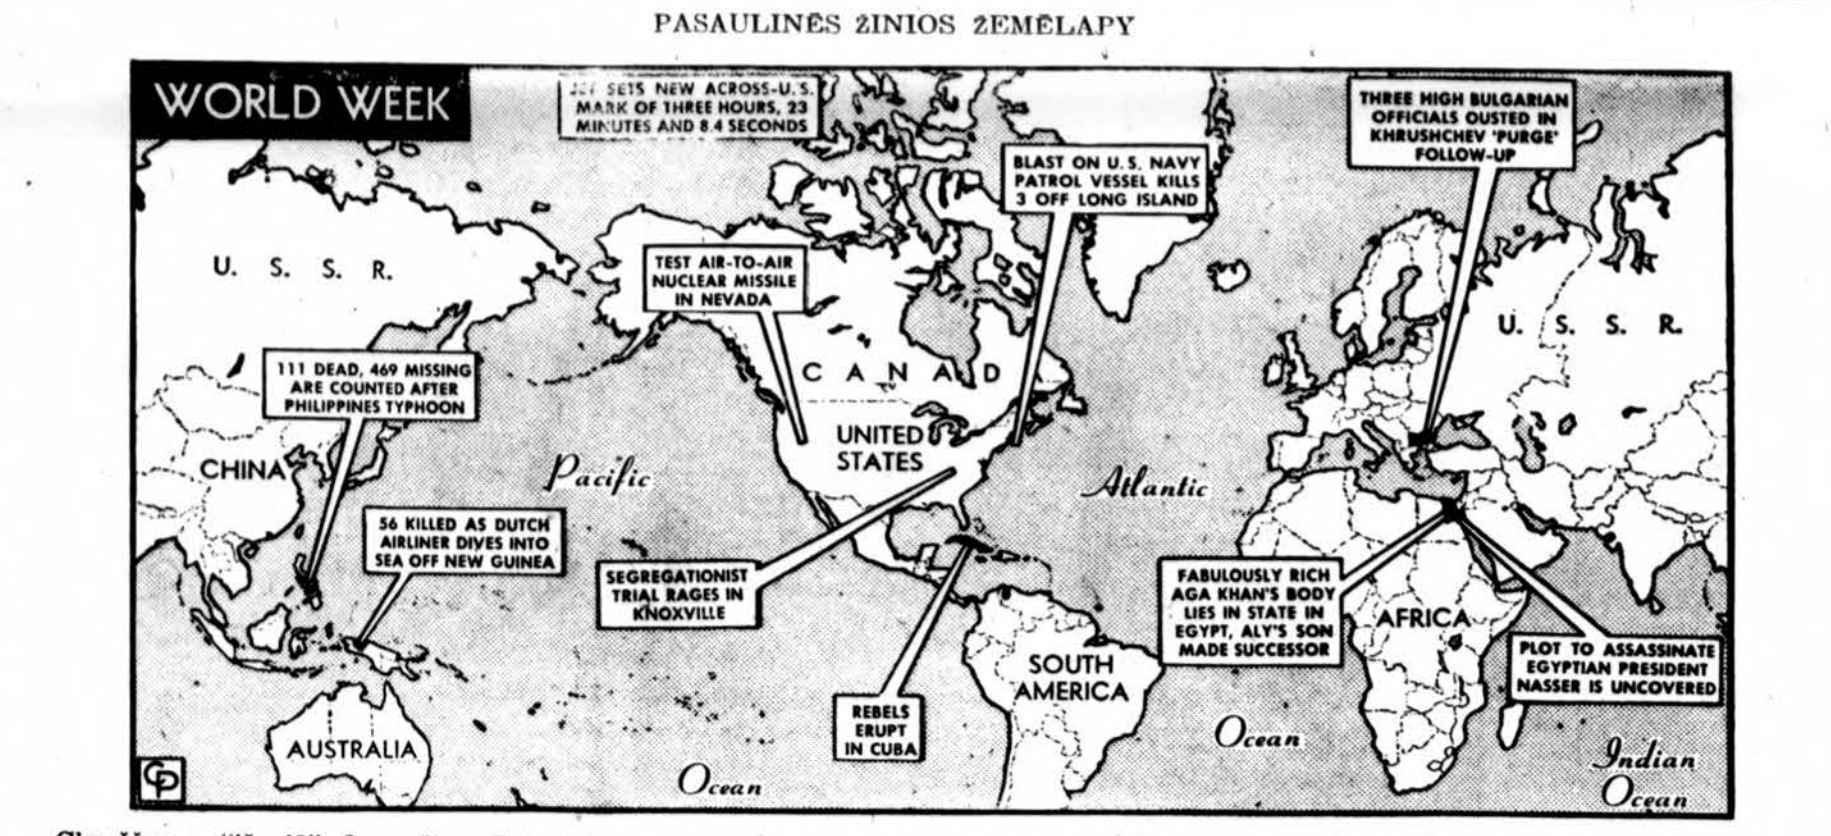 PASAULINĖS ŽINIOS ŽEMĖLAPY
WORLD WEEK
JET SETS NEW ACROSS-U.S.
MARK OF THREE HOURS, 23
MINUTES AND 8.4 SECONDS
THREE HIGH BULGARIAN
OFFICIALS OUSTED IN
KHRUSHCHEV 'PURGE'
FOLLOW-UP
BLAST ON U.S. NAVY
PATROL VESSEL KILLS
3 OFF LONG ISLAND
TEST AIR-TO-AIR
NUCLEAR MISSILE
IN NEVADA
U. S. S. R.
U. S. S. R.
111 DEAD, 469 MISSING
ARE COUNTED AFTER
PHILIPPINES TYPHOON
CANAD
UNITED
STATES
CHINA
Pacific
Atlantic
56 KILLED AS DUTCH
AIRLINER DIVES INTO
SEA OFF NEW GUINEA
SEGREGATIONIST
TRIAL RAGES IN
KNOXVILLE
FABULOUSLY RICH
AGA KHAN'S BODY
LIES IN STATE IN
EGYPT, ALY'S SON
MADE SUCCESSOR
AFRICA
PLOT TO ASSASSINATE
EGYPTIAN PRESIDENT
NASSER IS UNCOVERED
SOUTH
AMERICA
REBELS
ERUPT
IN CUBA
AUSTRALIA
Ocean
Ocean
Indian
Ocean
CP